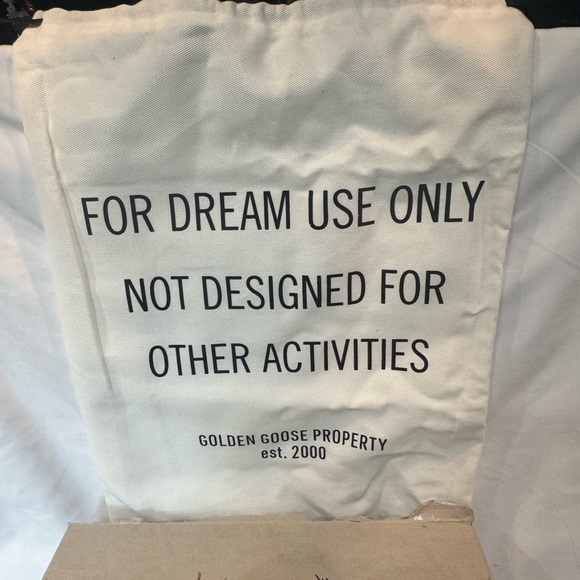 FOR DREAM USE ONLY
NOT DESIGNED FOR
OTHER ACTIVITIES
GOLDEN GOOSE PROPERTY
est. 2000